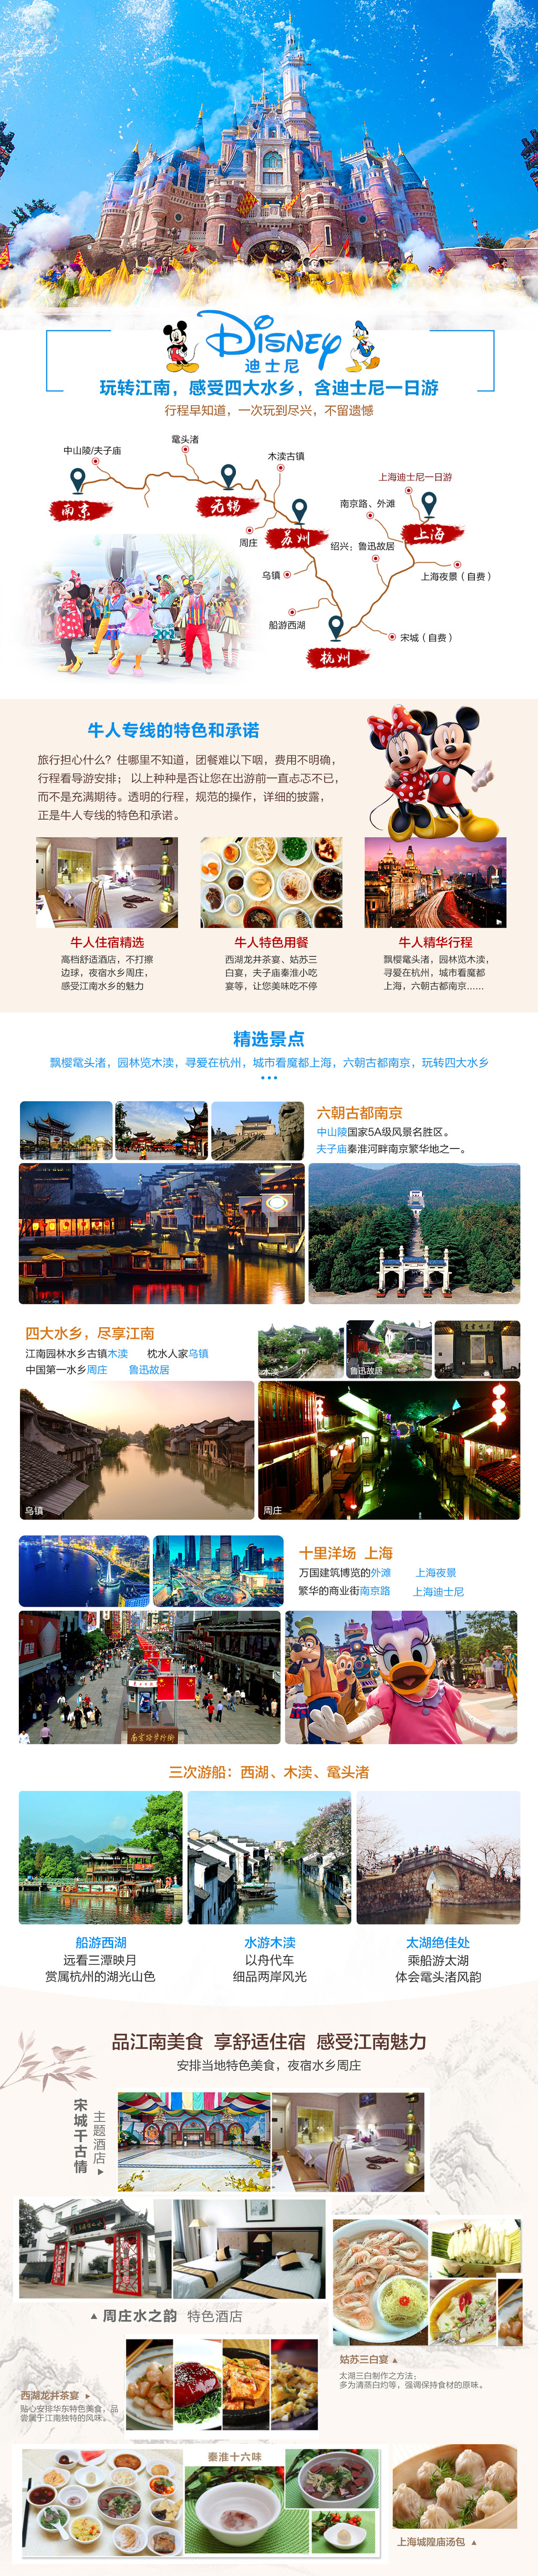 Disney
迪士尼
玩转江南，感受四大水乡，含迪士尼一日游
行程早知道，一次玩到尽兴，不留遗憾
中山陵/夫子庙
鼋头渚
木渎古镇
上海迪士尼一日游
南京
无锡
南京路、外滩
苏州
上海
周庄
绍兴：鲁迅故居
乌镇
上海夜景（自费）
船游西湖
宋城（自费）
杭州
牛人专线的特色和承诺
旅行担心什么？住哪里不知道，团餐难以下咽，费用不明确，
行程看导游安排； 以上种种是否让您在出游前一直忐忑不已，
而不是充满期待。透明的行程，规范的操作，详细的披露，
正是牛人专线的特色和承诺。
牛人住宿精选
高档舒适酒店，不打擦
边球，夜宿水乡周庄，
感受江南水乡的魅力
牛人特色用餐
西湖龙井茶宴、姑苏三
白宴，夫子庙秦淮小吃
宴等，让您美味吃不停
牛人精华行程
飘樱鼋头渚，园林览木渎，
寻爱在杭州，城市看魔都
上海，六朝古都南京……
精选景点
飘樱鼋头渚，园林览木渎，寻爱在杭州，城市看魔都上海，六朝古都南京，玩转四大水乡
六朝古都南京
中山陵国家5A级风景名胜区。
夫子庙秦淮河畔南京繁华地之一。
四大水乡，尽享江南
江南园林水乡古镇木渎 枕水人家乌镇
中国第一水乡周庄 鲁迅故居
木渎
鲁迅故居
乌镇
周庄
十里洋场 上海
万国建筑博览的外滩 上海夜景
繁华的商业街南京路 上海迪士尼
南京路步行街
三次游船：西湖、木渎、鼋头渚
船游西湖
远看三潭映月
赏属杭州的湖光山色
水游木渎
以舟代车
细品两岸风光
太湖绝佳处
乘船游太湖
体会鼋头渚风韵
品江南美食 享舒适住宿 感受江南魅力
安排当地特色美食，夜宿水乡周庄
宋城千古情
主题酒店
周庄水之韵 特色酒店
姑苏三白宴
太湖三白制作之方法：
多为清蒸白灼等，强调保持食材的原味。
西湖龙井茶宴
贴心安排华东特色美食，品
尝属于江南独特的风味。
秦淮十六味
上海城隍庙汤包